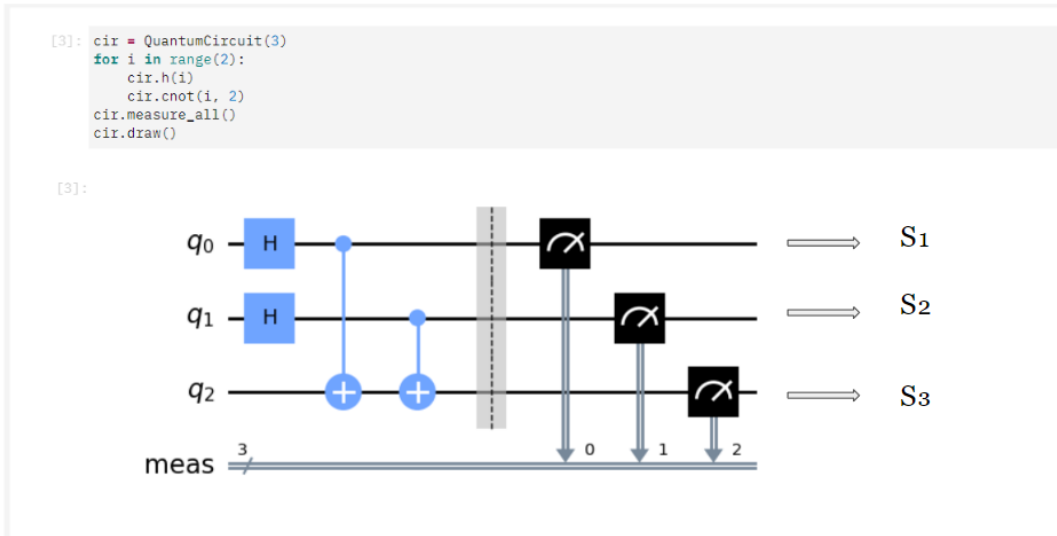 [3]: cir = QuantumCircuit(3)
for i in range(2):
    cir.h(i)
    cir.cnot(i, 2)
cir.measure_all()
cir.draw()
[3]:
q0 H S1
q1 H S2
q2 S3
meas 3 0 1 2